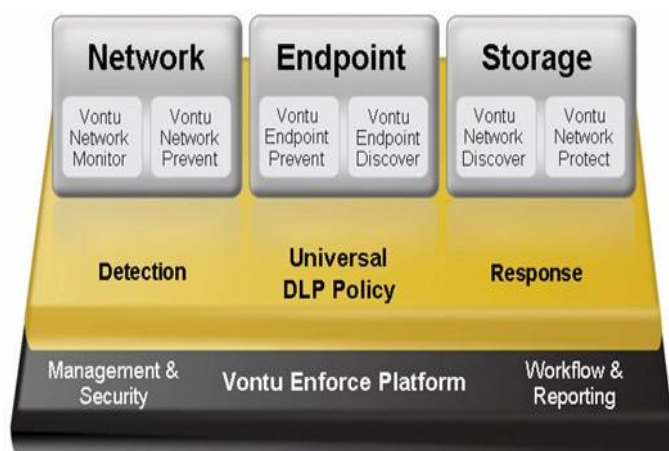 Network
Vontu
Network
Monitor
Vontu
Network
Prevent
Endpoint
Vontu
Endpoint
Prevent
Vontu
Endpoint
Discover
Storage
Vontu
Network
Discover
Vontu
Network
Protect
Detection
Universal
DLP Policy
Response
Management &
Security
Vontu Enforce Platform
Workflow &
Reporting